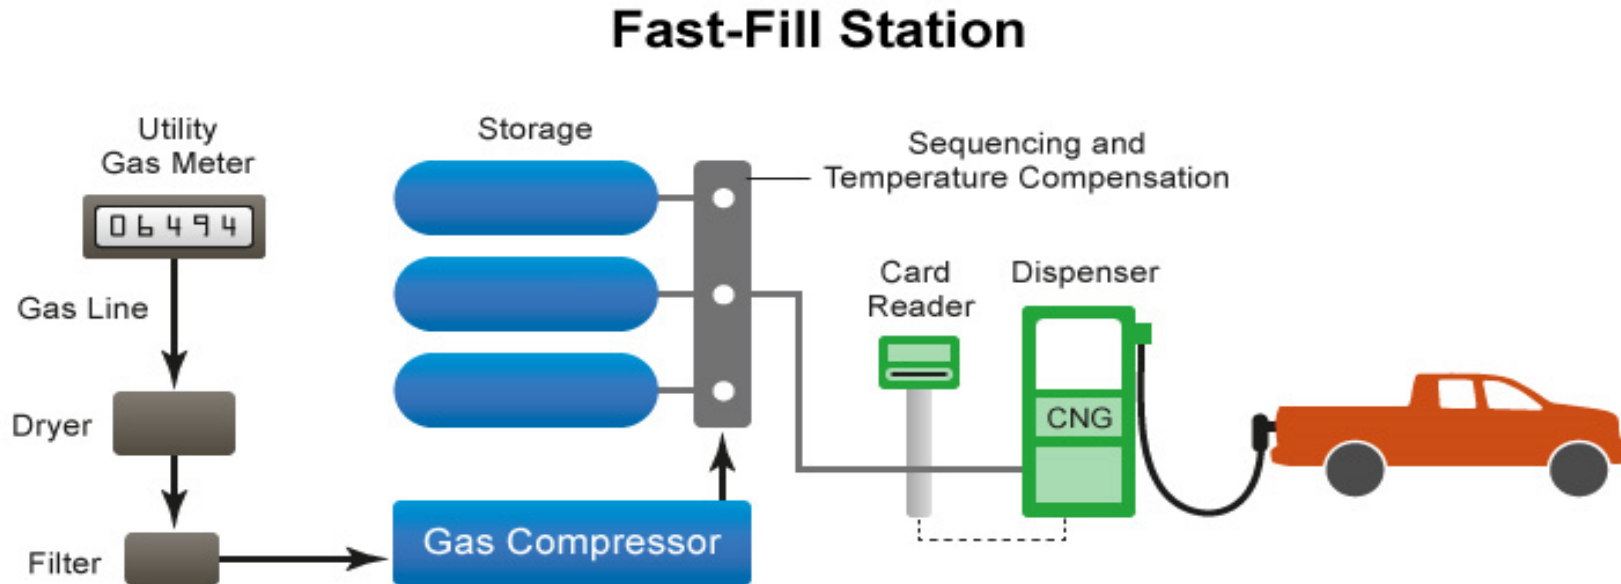 Fast-Fill Station
Utility
Gas Meter
06494
Gas Line
Dryer
Filter
Storage
Gas Compressor
Sequencing and
Temperature Compensation
Card
Reader
Dispenser
CNG